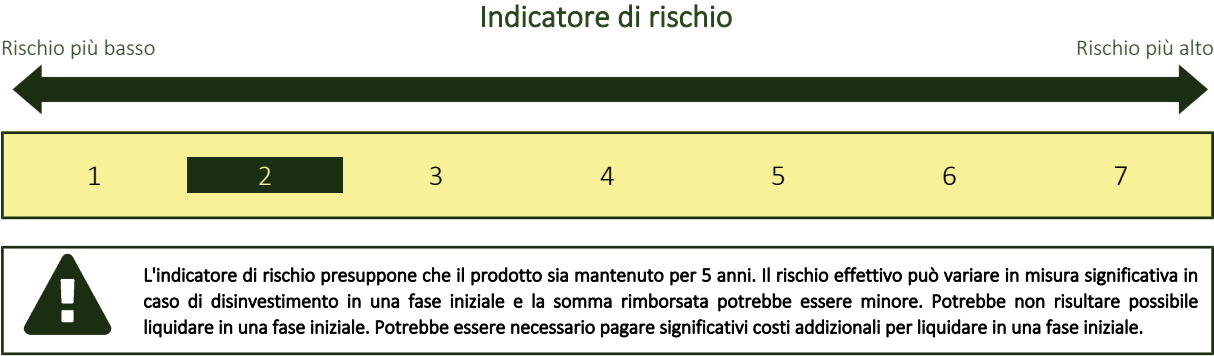 Indicatore di rischio
Rischio più basso
Rischio più alto
1 2 3 4 5 6 7
L'indicatore di rischio presuppone che il prodotto sia mantenuto per 5 anni. Il rischio effettivo può variare in misura significativa in
caso di disinvestimento in una fase iniziale e la somma rimborsata potrebbe essere minore. Potrebbe non risultare possibile
liquidare in una fase iniziale. Potrebbe essere necessario pagare significativi costi addizionali per liquidare in una fase iniziale.